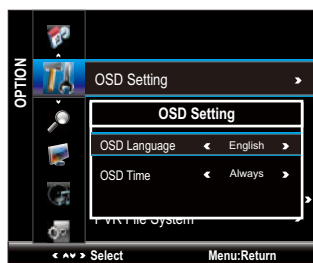 OPTION
OSD Setting
OSD Setting
OSD Language English
OSD Time Always
PVR File System
Select Menu:Return